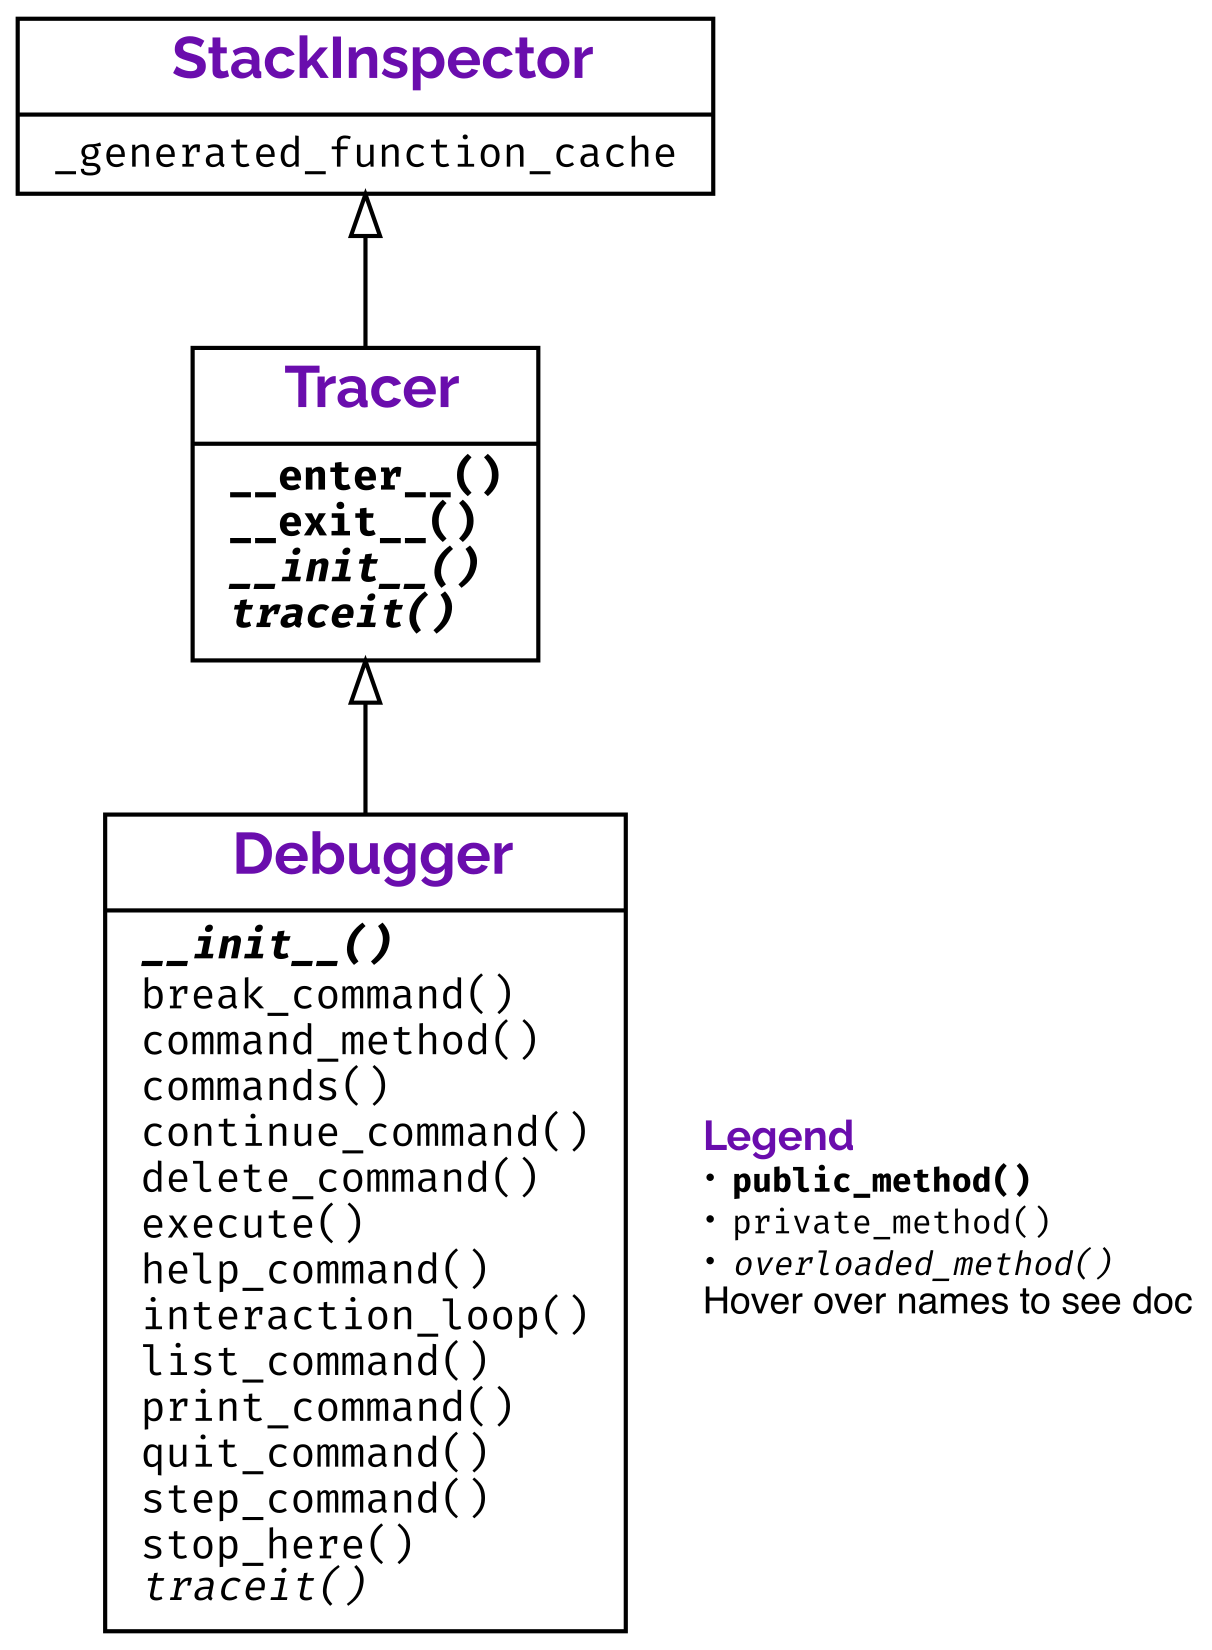 StackInspector
_generated_function_cache
Tracer
__enter__()
__exit__()
__init__()
traceit()
Debugger
__init__()
break_command()
command_method()
commands()
continue_command()
delete_command()
execute()
help_command()
interaction_loop()
list_command()
print_command()
quit_command()
step_command()
stop_here()
traceit()
Legend
• public_method()
• private_method()
• overloaded_method()
Hover over names to see doc